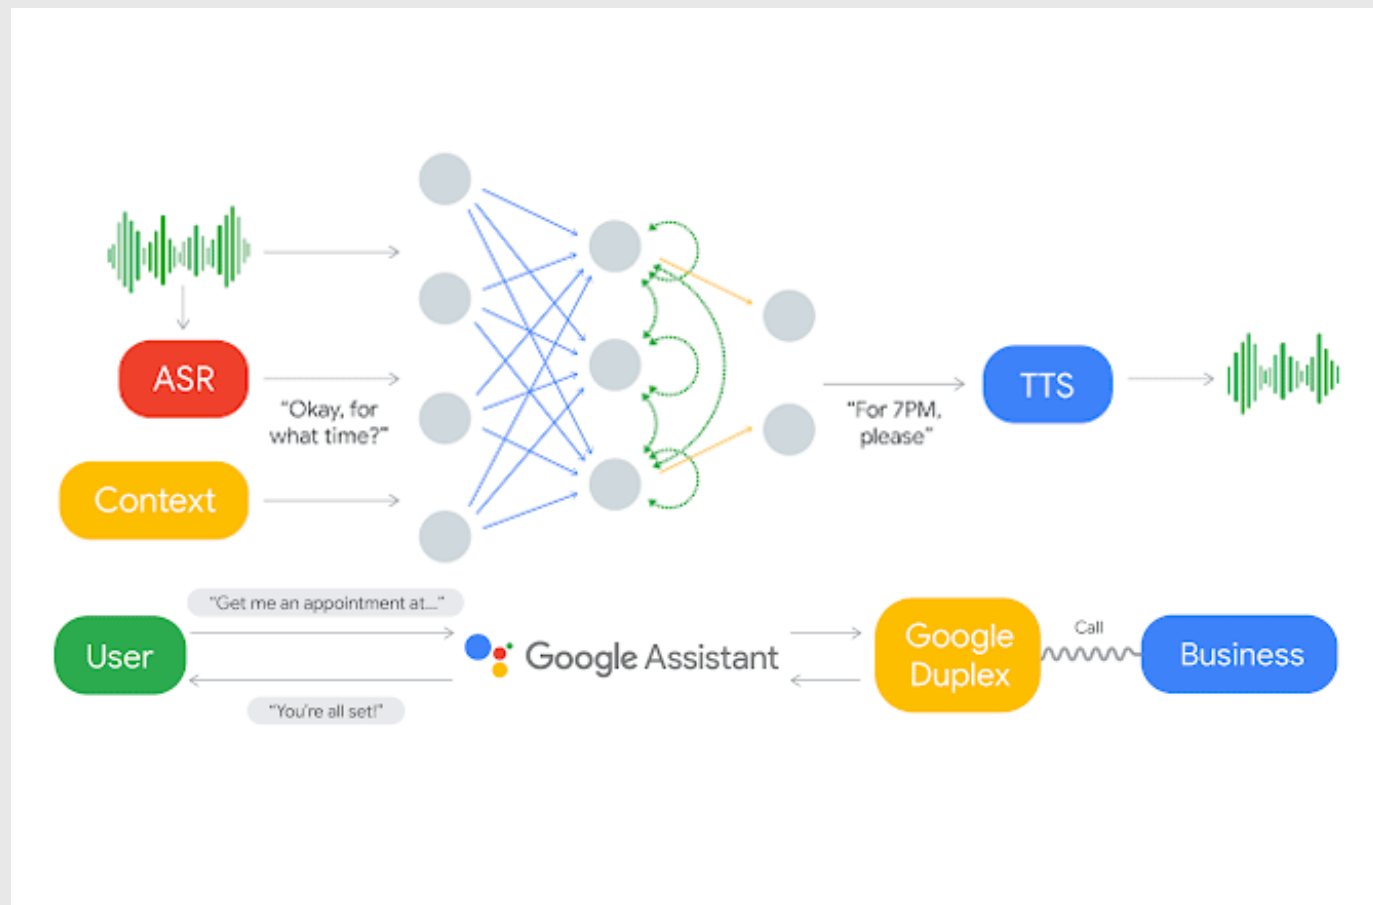 ASR
“Okay, for
what time?”
Context
“For 7PM,
please”
TTS
“Get me an appointment at...”
User
“You’re all set!”
Google Assistant
Google
Duplex
Call
Business